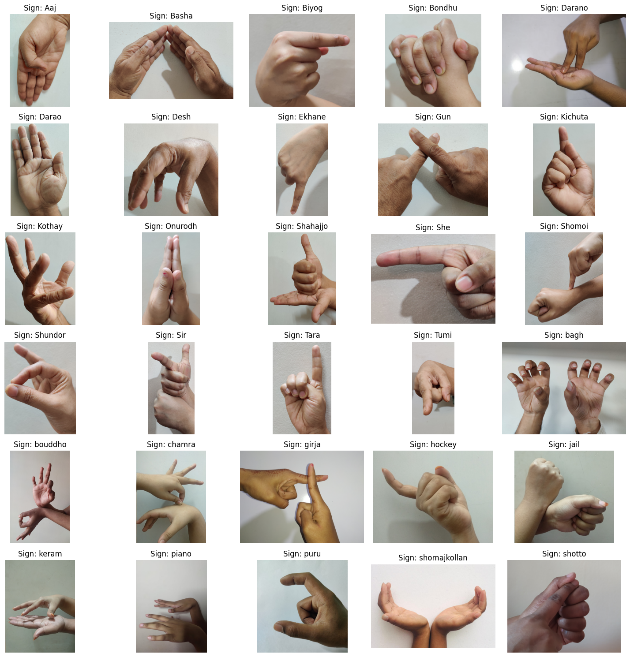 Sign: Aaj
Sign: Basha
Sign: Biyog
Sign: Bondhu
Sign: Darano
Sign: Darao
Sign: Desh
Sign: Ekhane
Sign: Gun
Sign: Kichuta
Sign: Kothay
Sign: Onurodh
Sign: Shahajjo
Sign: She
Sign: Shomoi
Sign: Shundor
Sign: Sir
Sign: Tara
Sign: Tumi
Sign: bagh
Sign: bouddho
Sign: chamra
Sign: girja
Sign: hockey
Sign: jail
Sign: keram
Sign: piano
Sign: puru
Sign: shomajkollan
Sign: shotto